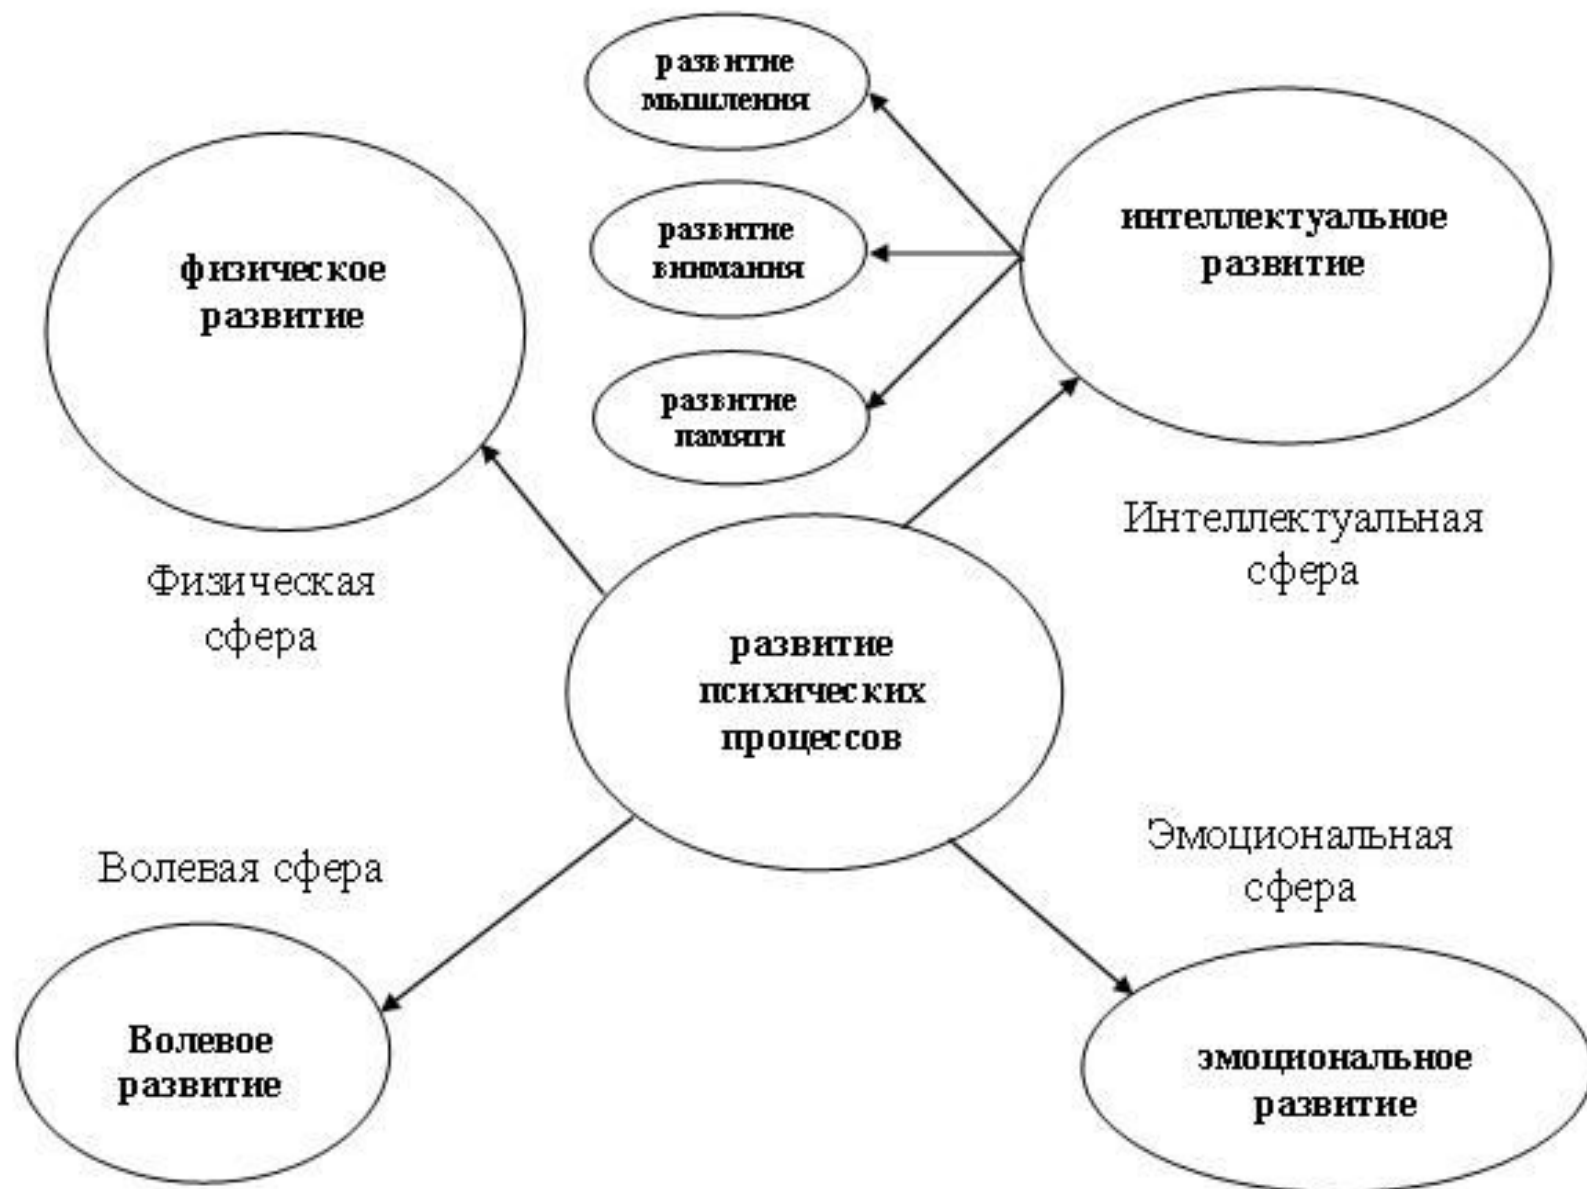 развитие
мышления
физическое
развитие
развитие
внимания
развитие
памяти
интеллектуальное
развитие
Физическая
сфера
Интеллектуальная
сфера
развитие
психических
процессов
Волевая сфера
Эмоциональная
сфера
Волевое
развитие
эмоциональное
развитие